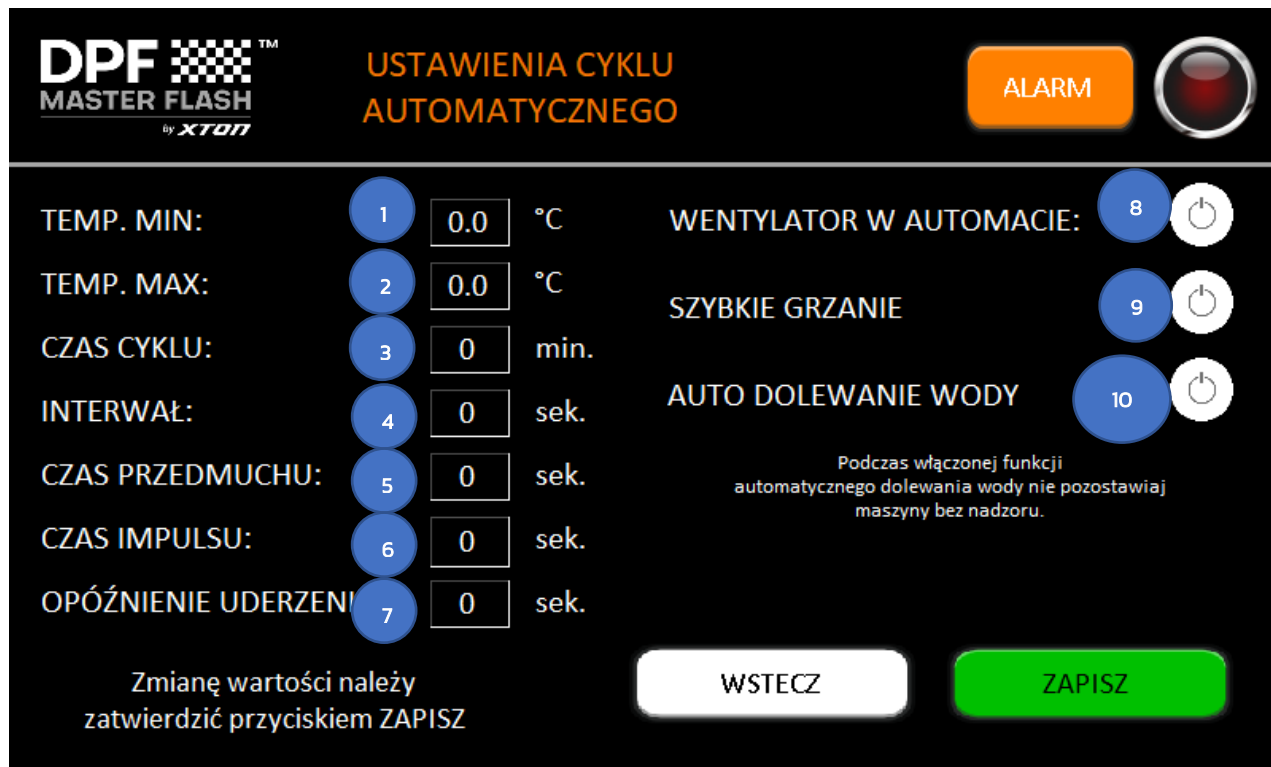 DPF ™
MASTER FLASH
by XTON
USTAWIENIA CYKLU
AUTOMATYCZNEGO
ALARM
TEMP. MIN: 1 0.0 °C
TEMP. MAX: 2 0.0 °C
CZAS CYKLU: 3 0 min.
INTERWAŁ: 4 0 sek.
CZAS PRZEDMUCHU: 5 0 sek.
CZAS IMPULSU: 6 0 sek.
OPÓŹNIENIE UDERZENI 7 0 sek.
Zmianę wartości należy
zatwierdzić przyciskiem ZAPISZ
WENTYLATOR W AUTOMACIE: 8
SZYBKIE GRZANIE 9
AUTO DOLEWANIE WODY 10
Podczas włączonej funkcji
automatycznego dolewania wody nie pozostawiaj
maszyny bez nadzoru.
WSTECZ
ZAPISZ